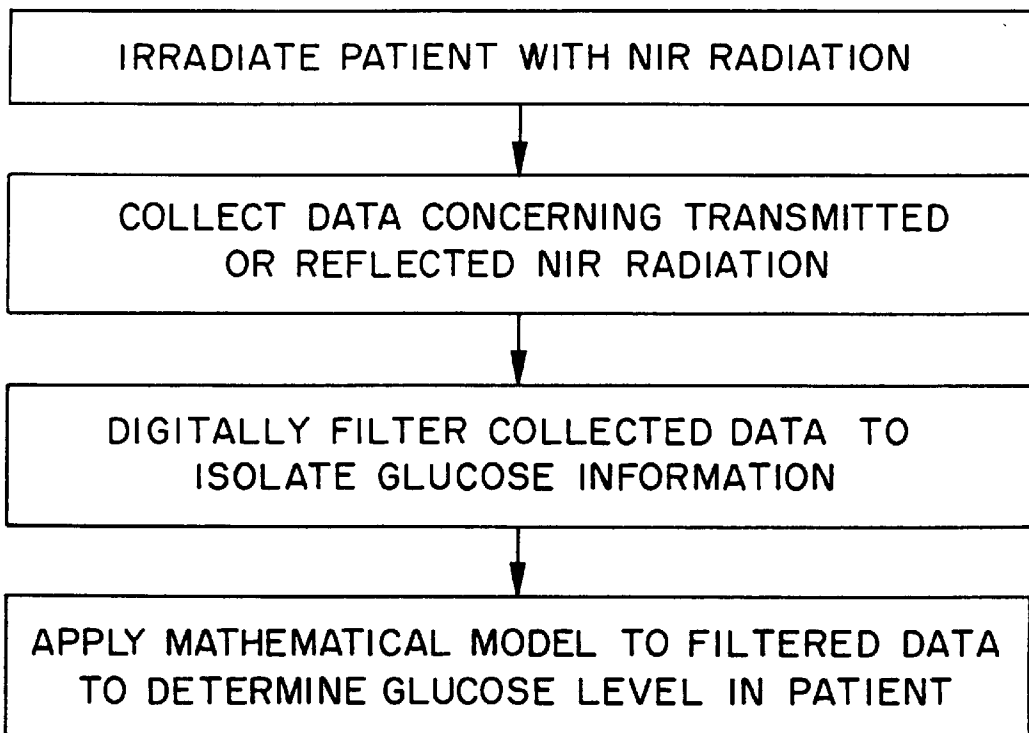 IRRADIATE PATIENT WITH NIR RADIATION
COLLECT DATA CONCERNING TRANSMITTED
OR REFLECTED NIR RADIATION
DIGITALLY FILTER COLLECTED DATA TO
ISOLATE GLUCOSE INFORMATION
APPLY MATHEMATICAL MODEL TO FILTERED DATA
TO DETERMINE GLUCOSE LEVEL IN PATIENT